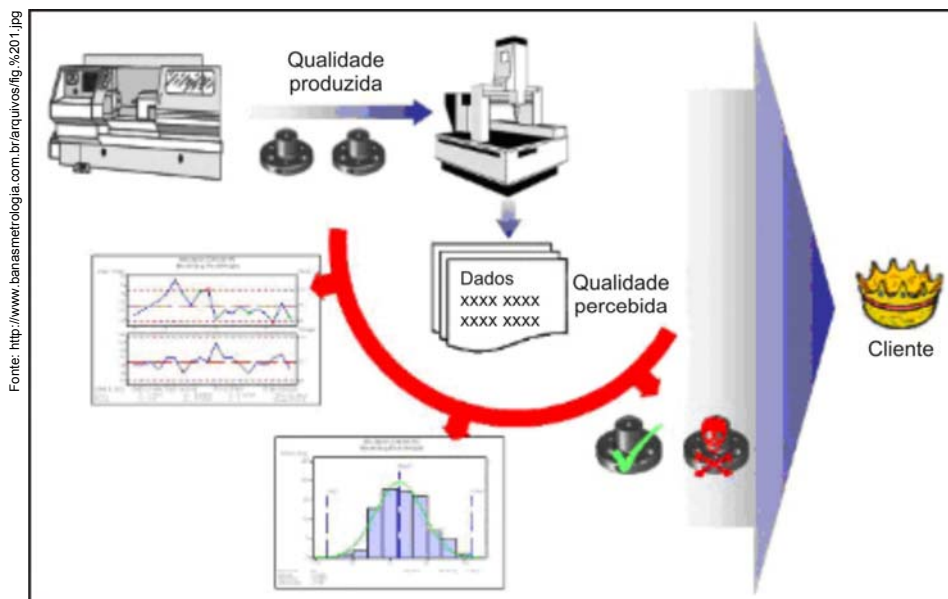 Fonte: http://www.banasmetrologia.com.br/arquivos/fig.%201.jpg
Qualidade
produzida
Dados
xxxx xxxx
xxxx xxxx
Qualidade
percebida
Cliente